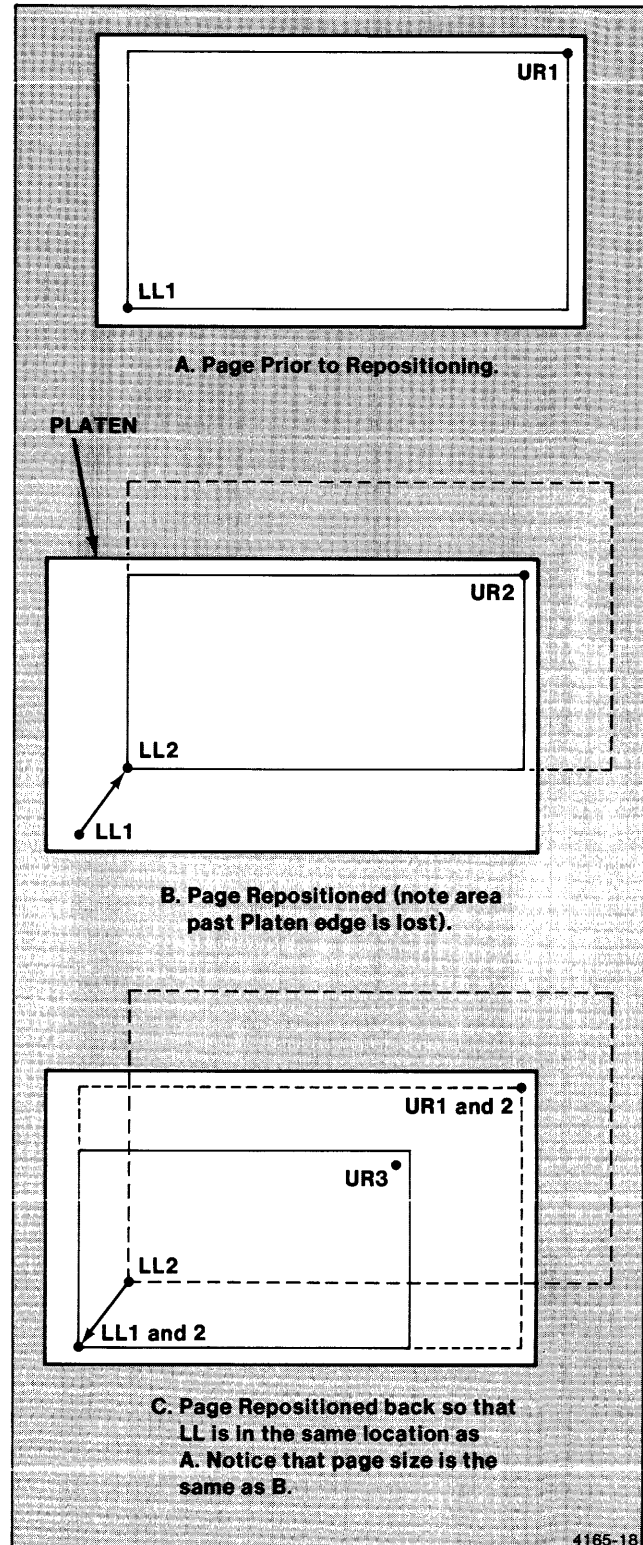 UR1
LL1
A. Page Prior to Repositioning.
PLATEN
UR2
LL2
LL1
B. Page Repositioned (note area
past Platen edge is lost).
UR1 and 2
UR3
LL2
LL1 and 2
C. Page Repositioned back so that
LL is in the same location as
A. Notice that page size is the
same as B.
4165-18